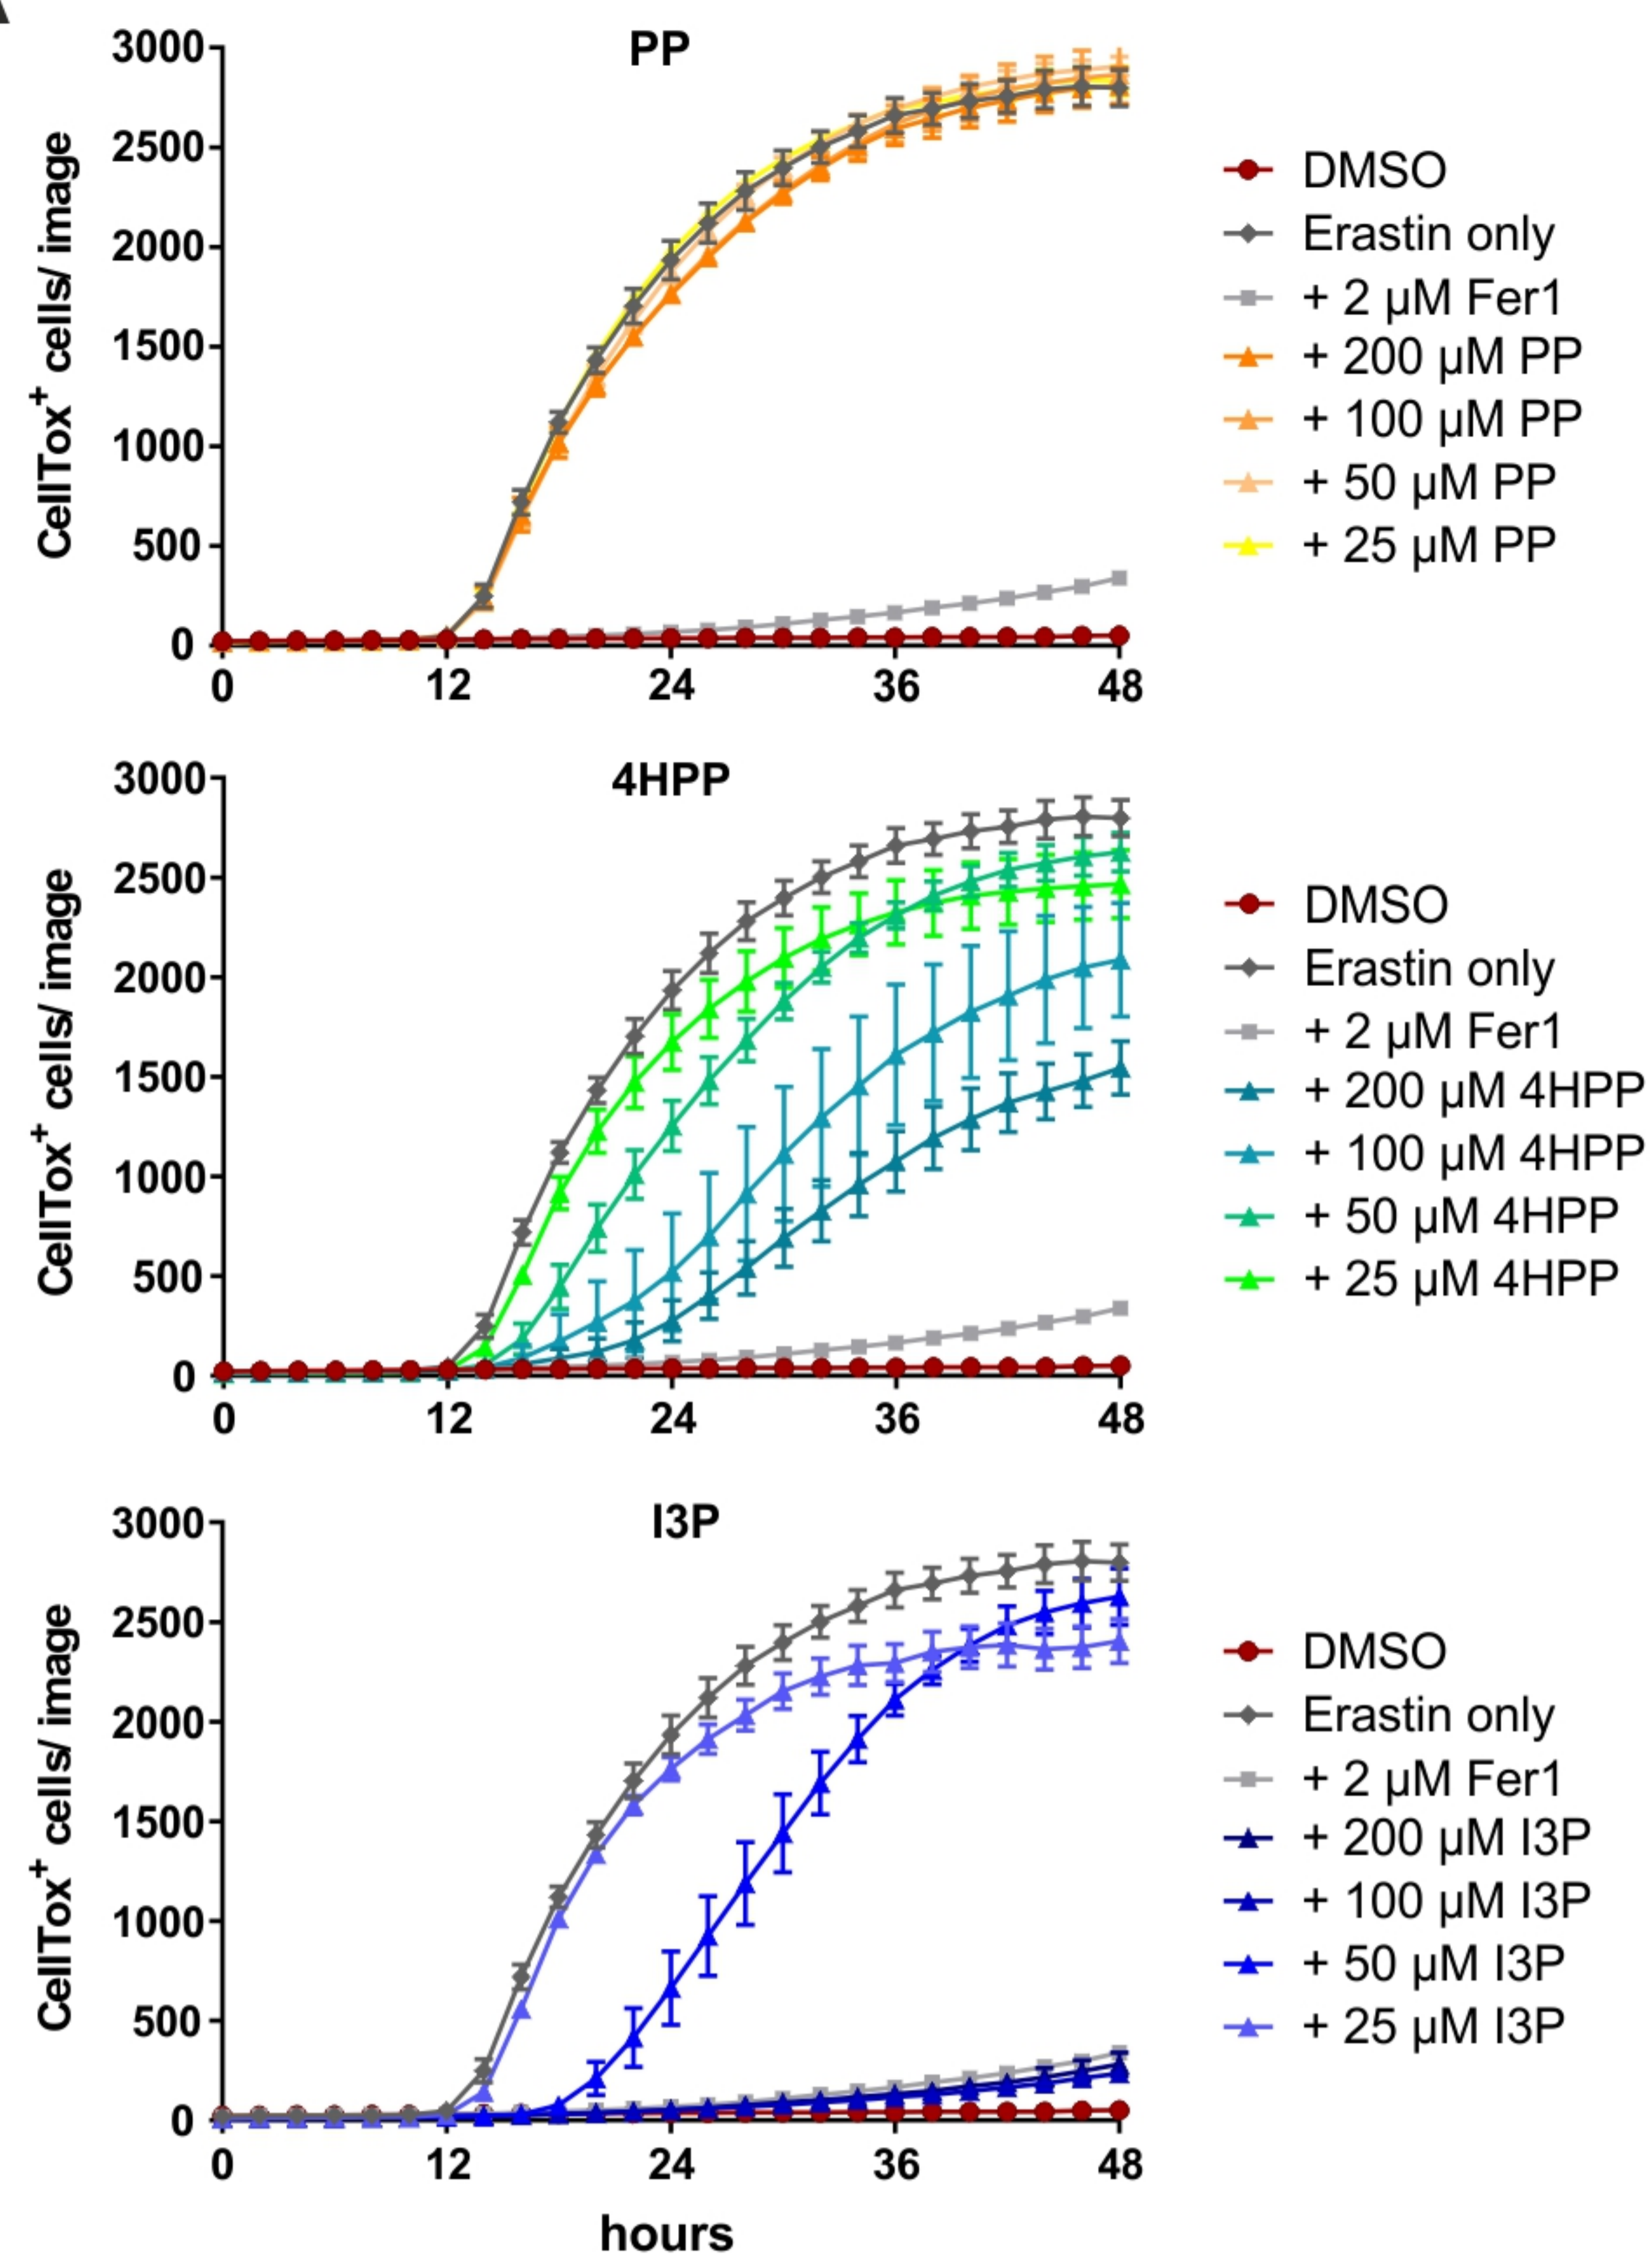 PP
CellTox+ cells/ image
3000
2500
2000
1500
1000
500
0
0 12 24 36 48
DMSO
Erastin only
+ 2 µM Fer1
+ 200 µM PP
+ 100 µM PP
+ 50 µM PP
+ 25 µM PP
4HPP
CellTox+ cells/ image
3000
2500
2000
1500
1000
500
0
0 12 24 36 48
DMSO
Erastin only
+ 2 µM Fer1
+ 200 µM 4HPP
+ 100 µM 4HPP
+ 50 µM 4HPP
+ 25 µM 4HPP
I3P
CellTox+ cells/ image
3000
2500
2000
1500
1000
500
0
0 12 24 36 48
hours
DMSO
Erastin only
+ 2 µM Fer1
+ 200 µM I3P
+ 100 µM I3P
+ 50 µM I3P
+ 25 µM I3P